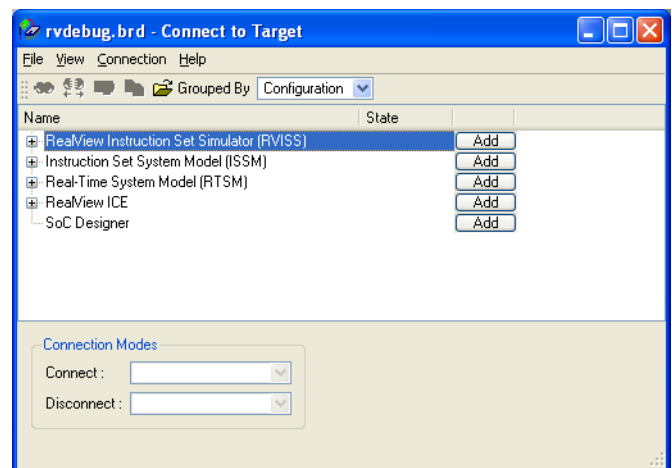 rvdebug.brd - Connect to Target
File View Connection Help
Grouped By Configuration
Name State
RealView Instruction Set Simulator (RVISS) Add
Instruction Set System Model (ISSM) Add
Real-Time System Model (RTSM) Add
RealView ICE Add
SoC Designer Add
Connection Modes
Connect :
Disconnect :